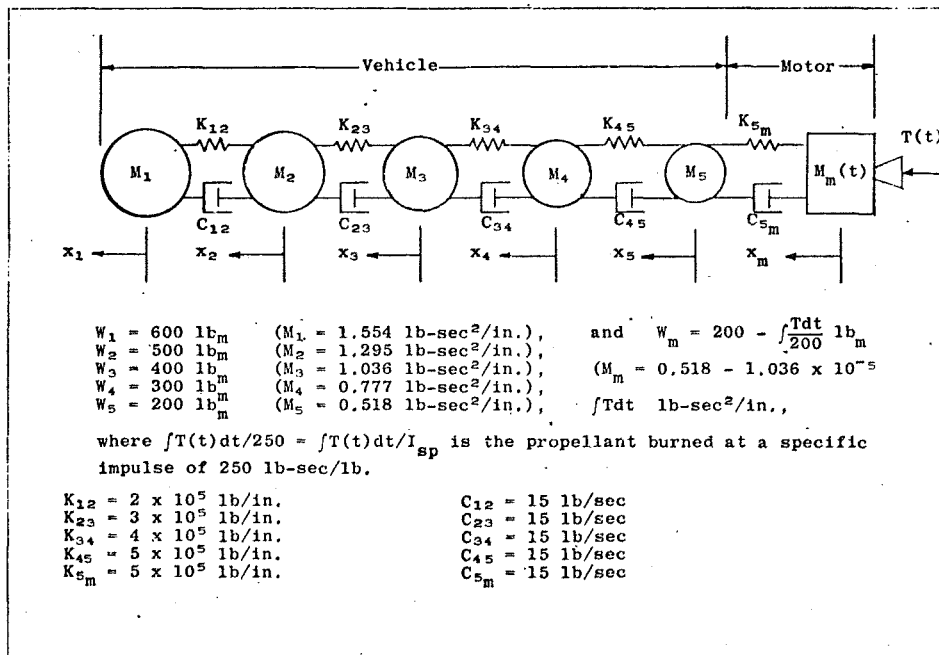 Vehicle Motor
K12 K23 K34 K45 K5m
T(t)
M1 M2 M3 M4 M5 Mm(t)
C12 C23 C34 C45 C5m
x1 x2 x3 x4 x5 xm
W1 = 600 lbm (M1 = 1.554 lb-sec²/in.), and Wm = 200 - ∫Tdt/200 lbm
W2 = 500 lbm (M2 = 1.295 lb-sec²/in.),
W3 = 400 lbm (M3 = 1.036 lb-sec²/in.), (Mm = 0.518 - 1.036 x 10⁻⁵
W4 = 300 lbm (M4 = 0.777 lb-sec²/in.),
W5 = 200 lbm (M5 = 0.518 lb-sec²/in.), ∫Tdt lb-sec²/in.,
where ∫T(t)dt/250 = ∫T(t)dt/Isp is the propellant burned at a specific
impulse of 250 lb-sec/lb.
K12 = 2 x 10⁵ lb/in. C12 = 15 lb/sec
K23 = 3 x 10⁵ lb/in. C23 = 15 lb/sec
K34 = 4 x 10⁵ lb/in. C34 = 15 lb/sec
K45 = 5 x 10⁵ lb/in. C45 = 15 lb/sec
K5m = 5 x 10⁵ lb/in. C5m = 15 lb/sec